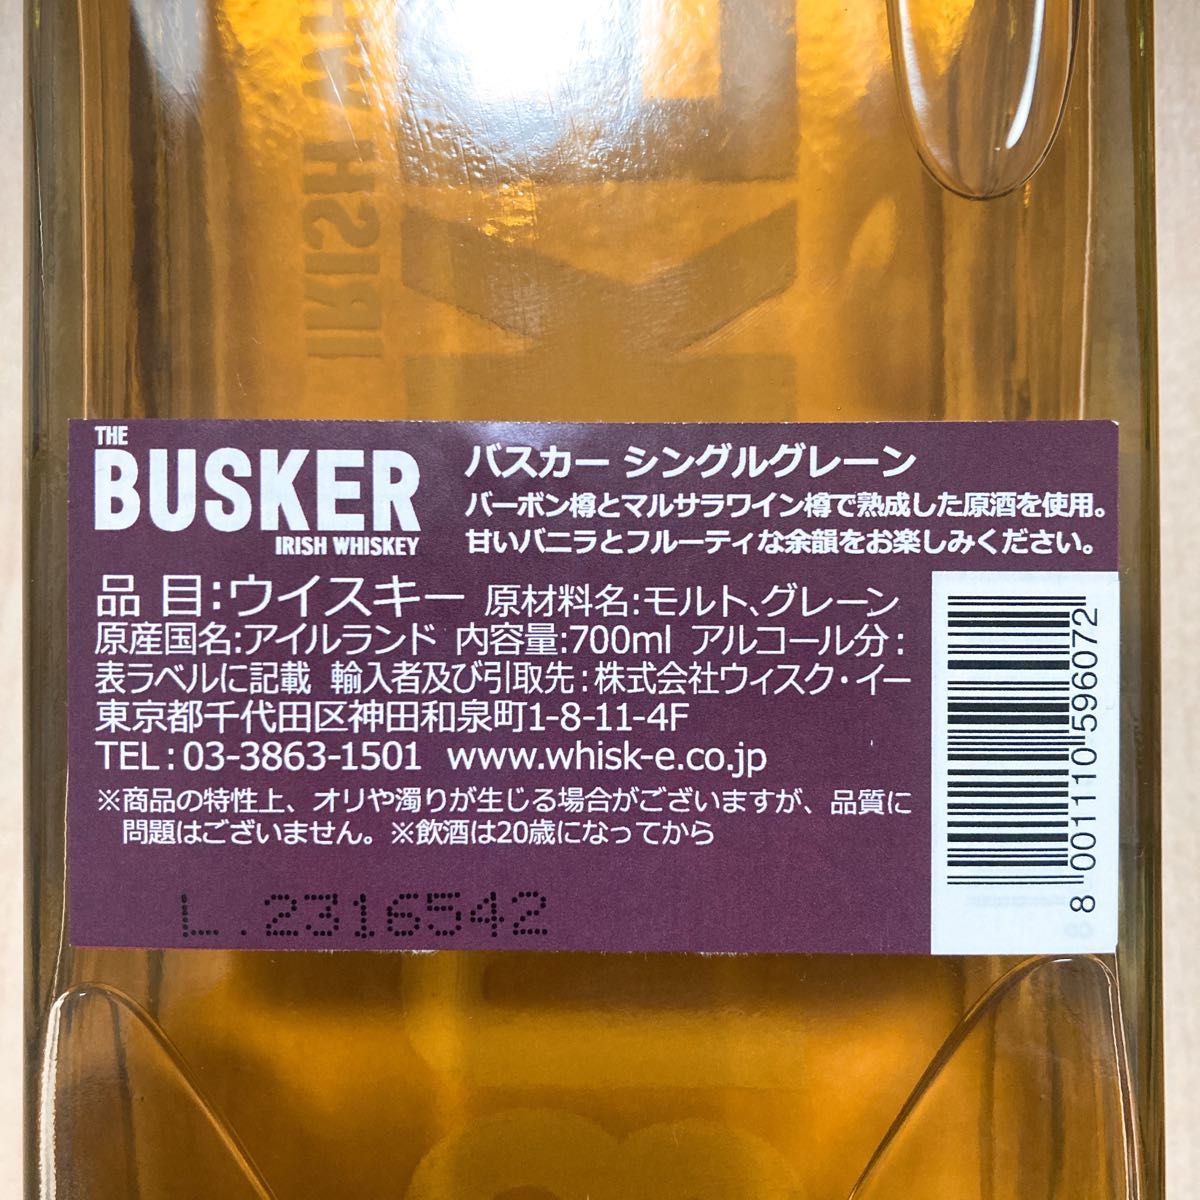 THE
BUSKER
IRISH WHISKEY
バスカー シングルグレーン
バーボン樽とマルサラワイン樽で熟成した原酒を使用。
甘いバニラとフルーティな余韻をお楽しみください。
品 目:ウイスキー 原材料名:モルト、グレーン
原産国名:アイルランド 内容量:700ml アルコール分:
表ラベルに記載 輸入者及び引取先:株式会社ウィスク・イー
東京都千代田区神田和泉町1-8-11-4F
TEL:03-3863-1501 www.whisk-e.co.jp
※商品の特性上、オリや濁りが生じる場合がございますが、品質に
問題はございません。※飲酒は20歳になってから
L.2316542
8 001110 596072